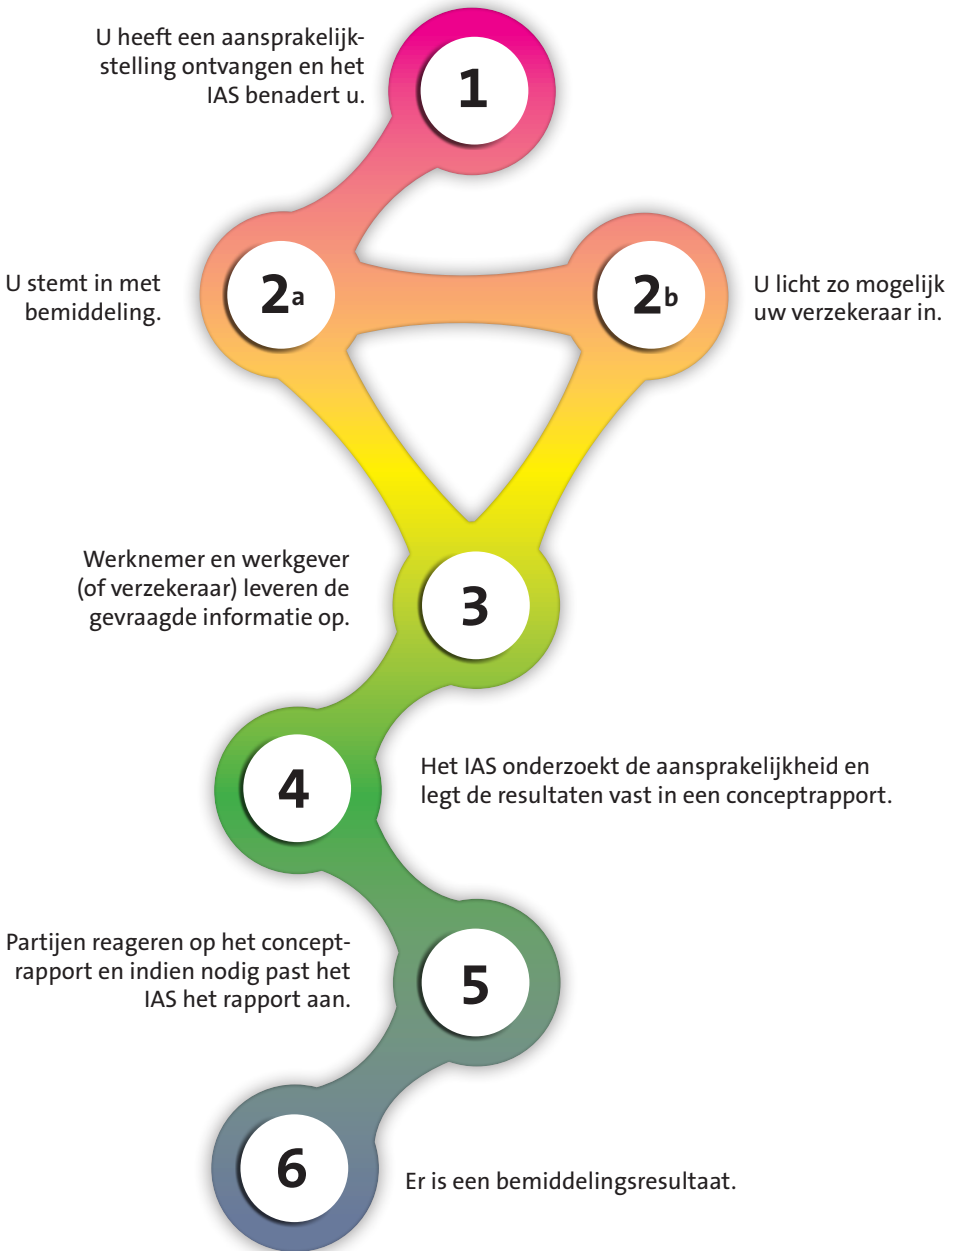 U heeft een aansprakelijk-
stelling ontvangen en het
IAS benadert u.
1
U stemt in met
bemiddeling.
2a
2b
U licht zo mogelijk
uw verzekeraar in.
Werknemer en werkgever
(of verzekeraar) leveren de
gevraagde informatie op.
3
4
Het IAS onderzoekt de aansprakelijkheid en
legt de resultaten vast in een conceptrapport.
Partijen reageren op het concept-
rapport en indien nodig past het
IAS het rapport aan.
5
6
Er is een bemiddelingsresultaat.